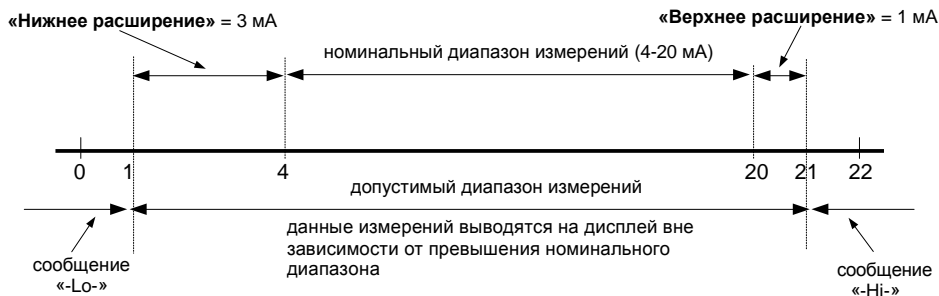 «Нижнее расширение» = 3 мА
«Верхнее расширение» = 1 мА
номинальный диапазон измерений (4-20 мА)
0 1 4 20 21 22
допустимый диапазон измерений
данные измерений выводятся на дисплей вне
зависимости от превышения номинального
диапазона
сообщение
«-Lo-»
сообщение
«-Hi-»